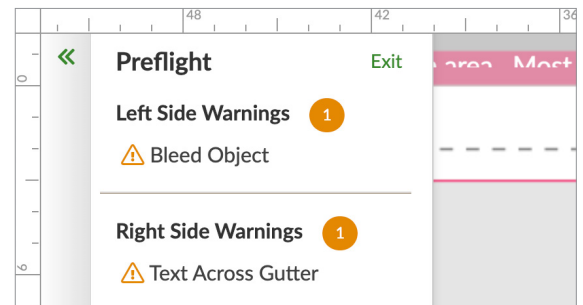 48
42
36
Preflight
Exit
area Most
Left Side Warnings 1
Bleed Object
Right Side Warnings 1
Text Across Gutter
0
6